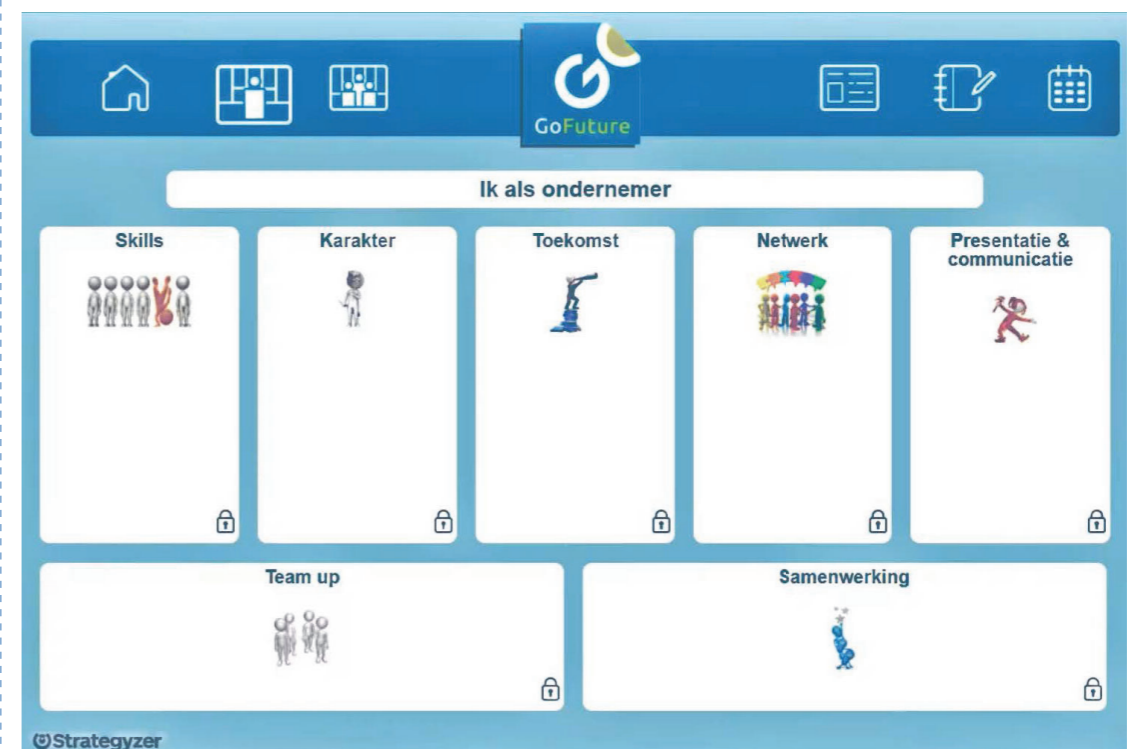 GoFuture
Ik als ondernemer
Skills
Karakter
Toekomst
Netwerk
Presentatie &
communicatie
Team up
Samenwerking
Strategyzer